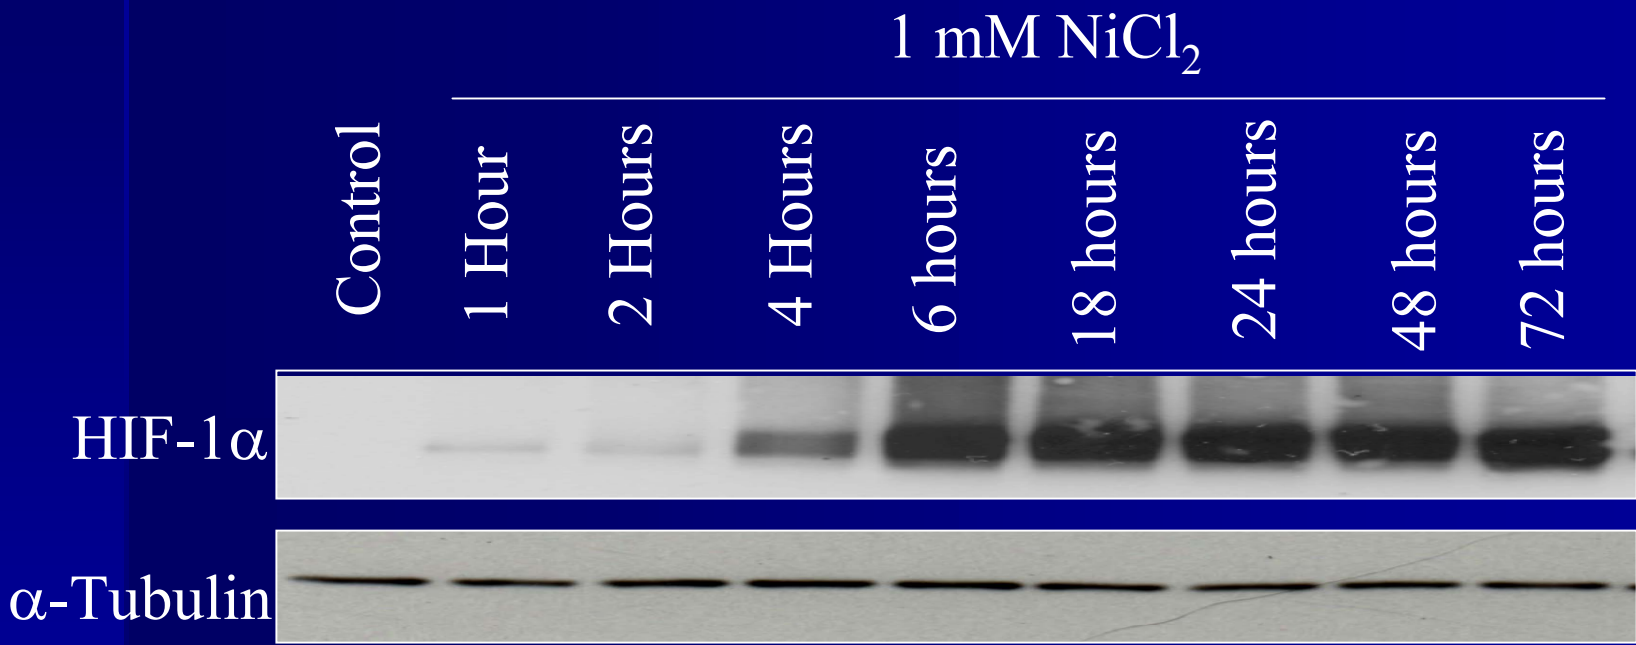 1 mM NiCl₂
Control
1 Hour
2 Hours
4 Hours
6 hours
18 hours
24 hours
48 hours
72 hours
HIF-1α
α-Tubulin